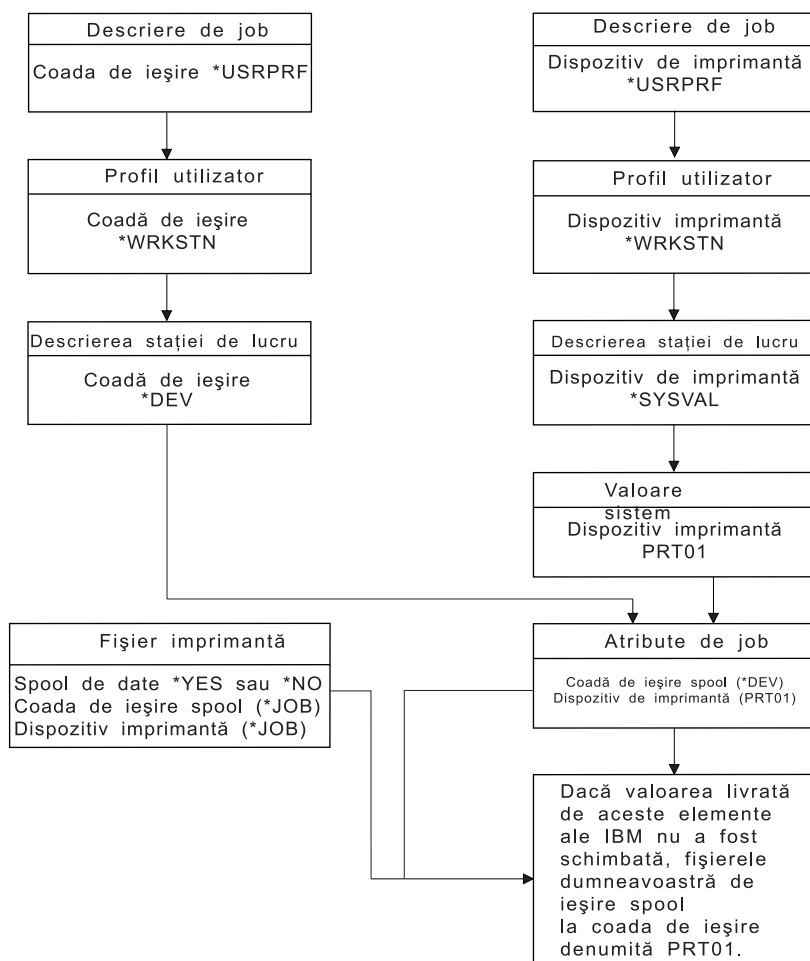 Descriere de job
Coada de ieşire *USRPRF
Profil utilizator
Coadă de ieşire
*WRKSTN
Descrierea staţiei de lucru
Coadă de ieşire
*DEV
Descriere de job
Dispozitiv de imprimantă
*USRPRF
Profil utilizator
Dispozitiv imprimantă
*WRKSTN
Descrierea staţiei de lucru
Dispozitiv de imprimantă
*SYSVAL
Valoare
sistem
Dispozitiv imprimantă
PRT01
Fişier imprimantă
Spool de date *YES sau *NO
Coada de ieşire spool (*JOB)
Dispozitiv imprimantă (*JOB)
Atribute de job
Coadă de ieşire spool (*DEV)
Dispozitiv de imprimantă (PRT01)
Dacă valoarea livrată
de aceste elemente
ale IBM nu a fost
schimbată, fişierele
dumneavoastră de
ieşire spool
la coada de ieşire
denumită PRT01.